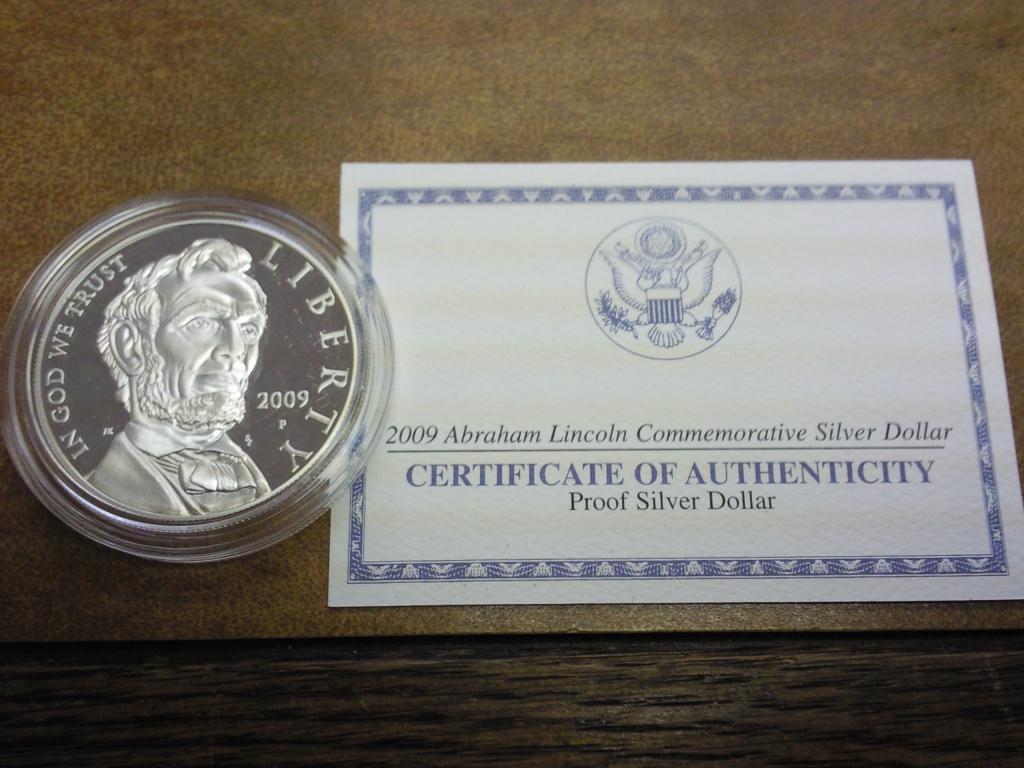 IN GOD WE TRUST
LIBERTY
2009
P
2009 Abraham Lincoln Commemorative Silver Dollar
CERTIFICATE OF AUTHENTICITY
Proof Silver Dollar